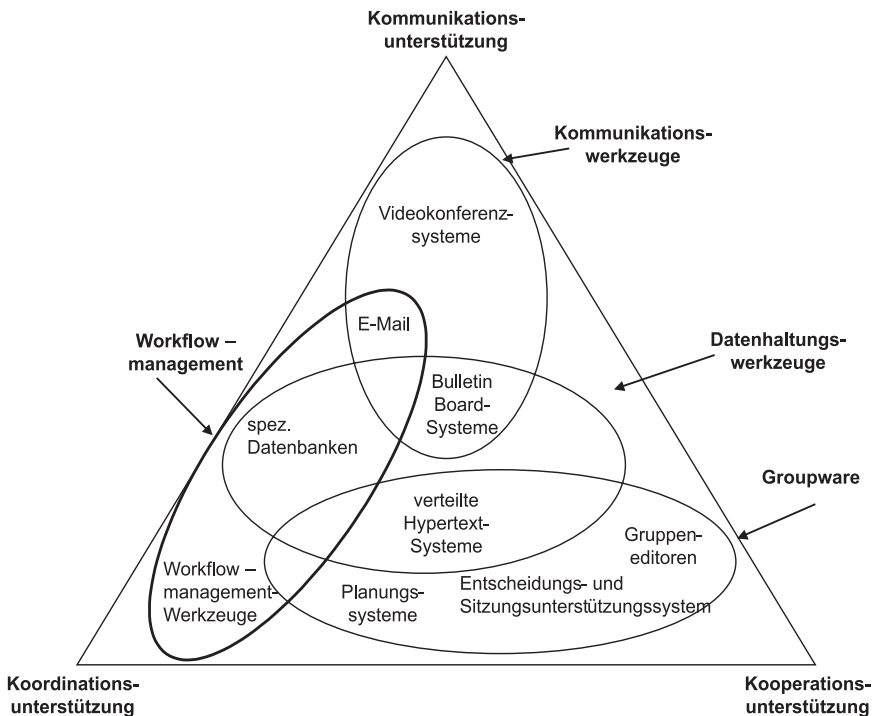 Kommunikations-
unterstützung
Kommunikations-
werkzeuge
Videokonferenz-
systeme
E-Mail
Workflow –
management
Datenhaltungs-
werkzeuge
Bulletin
Board-
Systeme
spez.
Datenbanken
Groupware
verteilte
Hypertext-
Systeme
Gruppen-
editoren
Workflow –
management-
Werkzeuge
Planungs-
systeme
Entscheidungs- und
Sitzungsunterstützungssystem
Koordinations-
unterstützung
Kooperations-
unterstützung